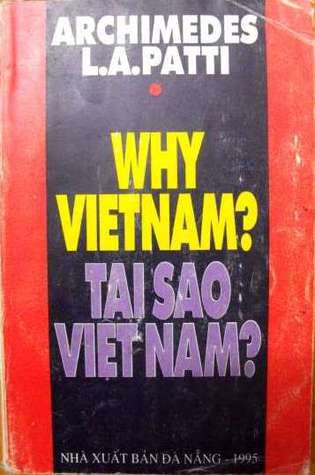 ARCHIMEDES
L.A.PATTI
WHY
VIETNAM?
TẠI SAO
VIỆT NAM?
NHÀ XUẤT BẢN ĐÀ NẴNG - 1995